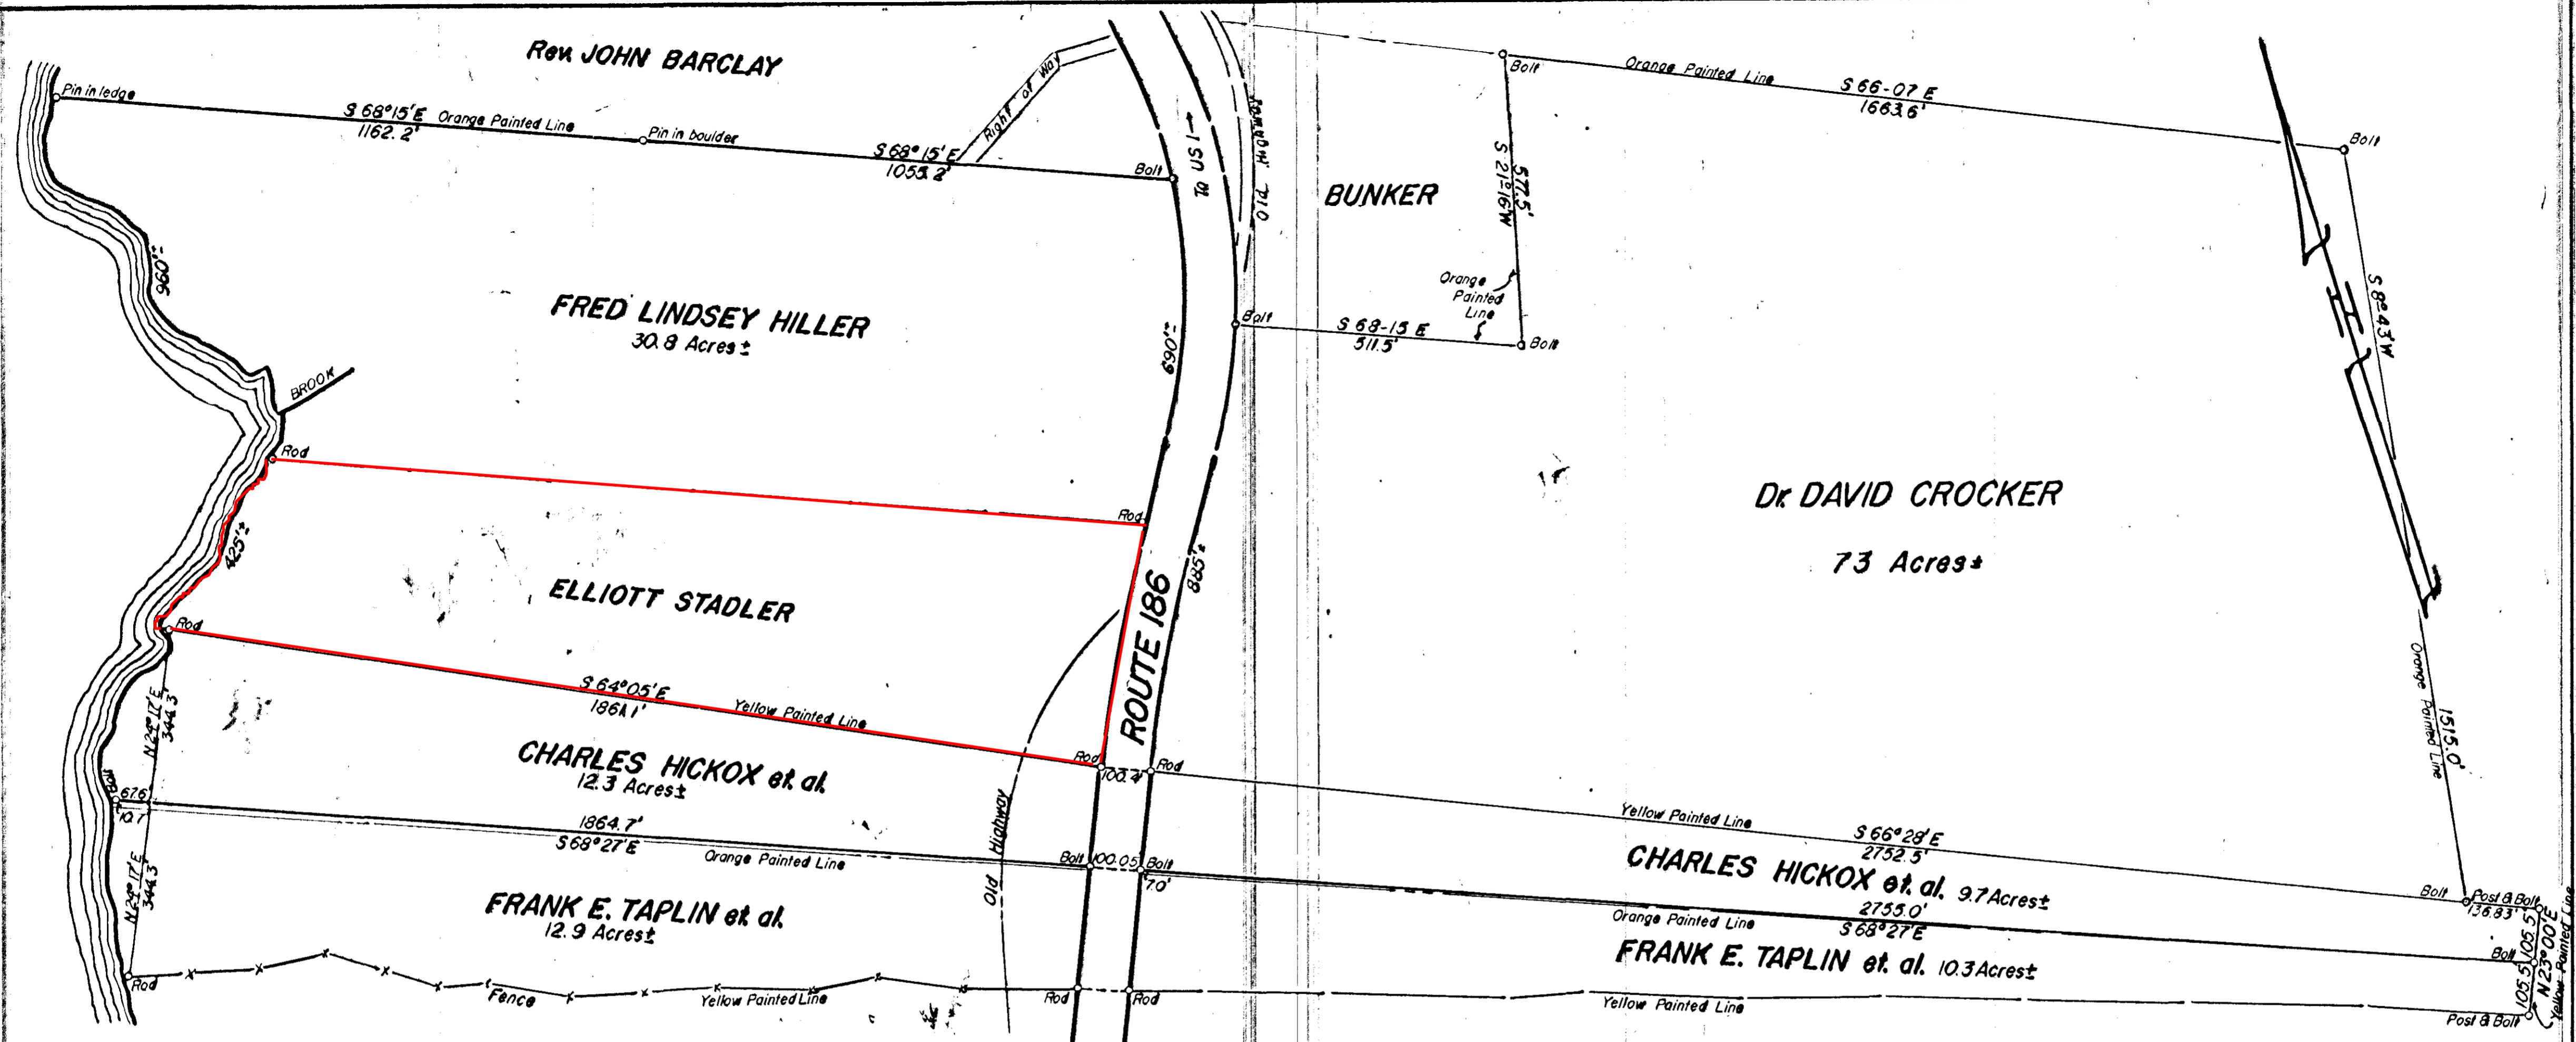 Rev. JOHN BARCLAY
Pin in ledge
S 68°15'E Orange Painted Line
1162.2'
Pin in boulder
S 68°15'E
1055.2'
Right of Way
Bolt
To US 1
OLD HIGHWAY
Bolt
Orange Painted Line
S 66-07 E
1663.6'
Bolt
577.5'
S 21-16 W
BUNKER
Orange
Painted
Line
Bolt
S 68-15 E
511.5'
Bolt
S 8°43'W
960'±
FRED LINDSEY HILLER
30.8 Acres±
690'±
BROOK
Rod
Rod
Dr. DAVID CROCKER
73 Acres±
425'±
885'±
ELLIOTT STADLER
ROUTE 186
Rod
S 64°05'E
1861.1'
Yellow Painted Line
Rod
100.4'
Rod
Orange Painted Line
1515.0'
N 24°17'E
344.3'
CHARLES HICKOX et. al.
12.3 Acres±
Bolt
67.6'
10.7'
1864.7'
S 68°27'E
Orange Painted Line
Old Highway
Bolt
100.05'
Bolt
7.0'
Yellow Painted Line
S 66°28'E
2752.5'
CHARLES HICKOX et. al. 9.7 Acres±
2755.0'
Orange Painted Line
S 68°27'E
Bolt
Post & Bolt
136.83'
N 24°17'E
344.3'
FRANK E. TAPLIN et. al.
12.9 Acres±
FRANK E. TAPLIN et. al. 10.3 Acres±
Bolt
105.5'
105.5'
N 23°00'E
Yellow Painted Line
Rod
Fence
Yellow Painted Line
Rod
Rod
Yellow Painted Line
Post & Bolt